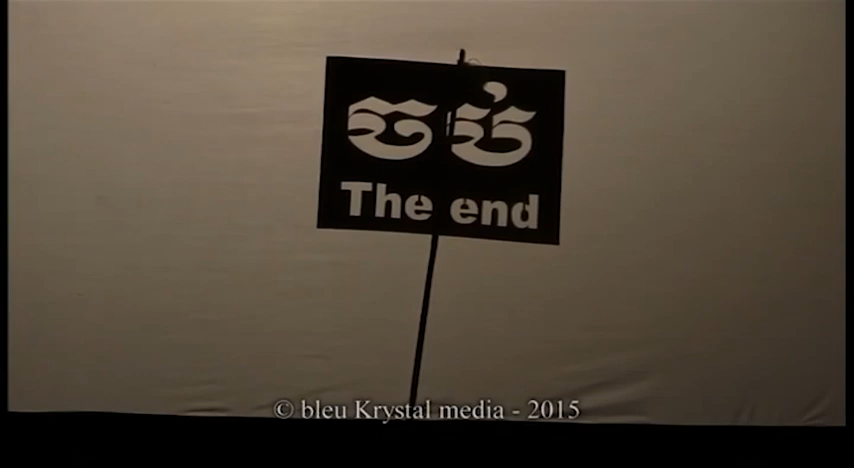 ចប់
The end
© bleu Krystal media - 2015